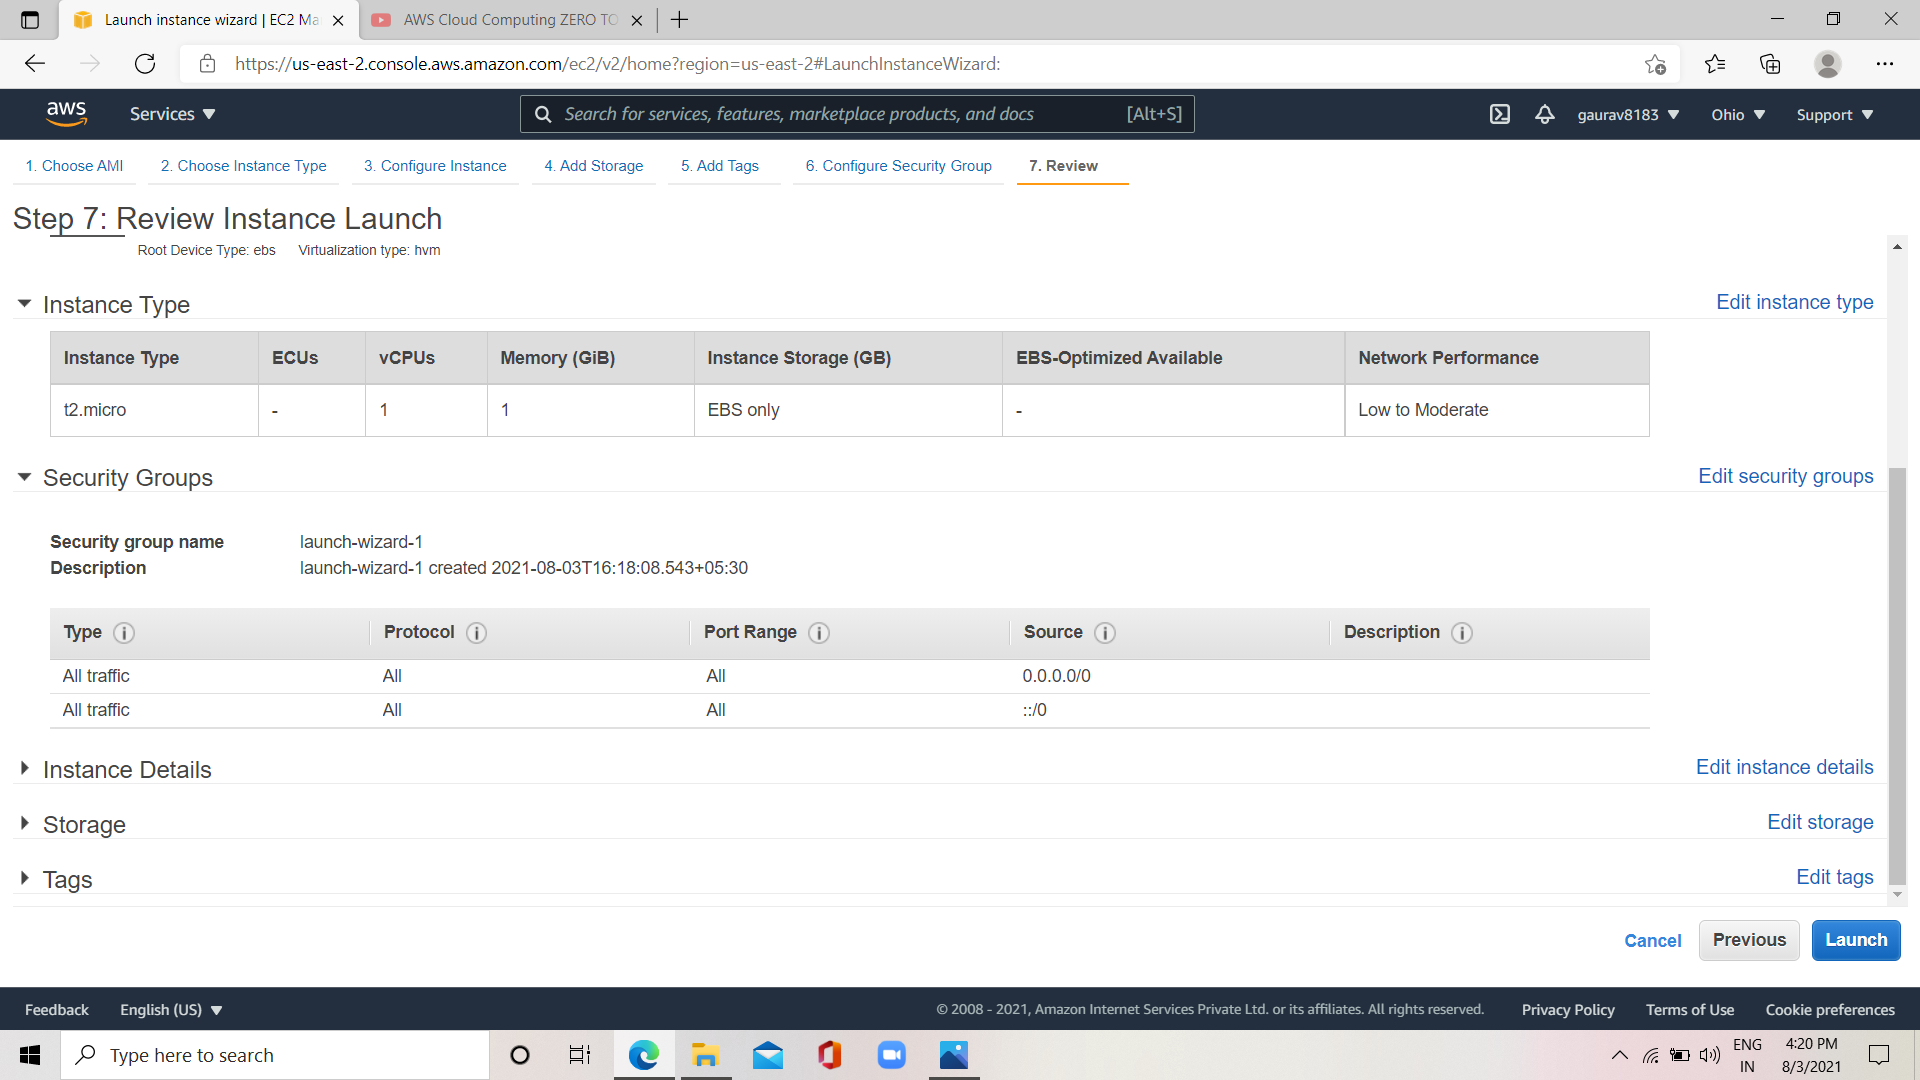 Launch instance wizard | EC2 Ma
AWS Cloud Computing ZERO TO
https://us-east-2.console.aws.amazon.com/ec2/v2/home?region=us-east-2#LaunchInstanceWizard:
aws
Services
Search for services, features, marketplace products, and docs
[Alt+S]
gaurav8183
Ohio
Support
1. Choose AMI
2. Choose Instance Type
3. Configure Instance
4. Add Storage
5. Add Tags
6. Configure Security Group
7. Review
Step 7: Review Instance Launch
Root Device Type: ebs Virtualization type: hvm
Instance Type
Edit instance type
Instance Type ECUs vCPUs Memory (GiB) Instance Storage (GB) EBS-Optimized Available Network Performance
t2.micro - 1 1 EBS only - Low to Moderate
Security Groups
Edit security groups
Security group name launch-wizard-1
Description launch-wizard-1 created 2021-08-03T16:18:08.543+05:30
Type i Protocol i Port Range i Source i Description i
All traffic All All 0.0.0.0/0
All traffic All All ::/0
Instance Details
Edit instance details
Storage
Edit storage
Tags
Edit tags
Cancel
Previous
Launch
Feedback
English (US)
© 2008 - 2021, Amazon Internet Services Private Ltd. or its affiliates. All rights reserved.
Privacy Policy
Terms of Use
Cookie preferences
Type here to search
ENG
IN
4:20 PM
8/3/2021